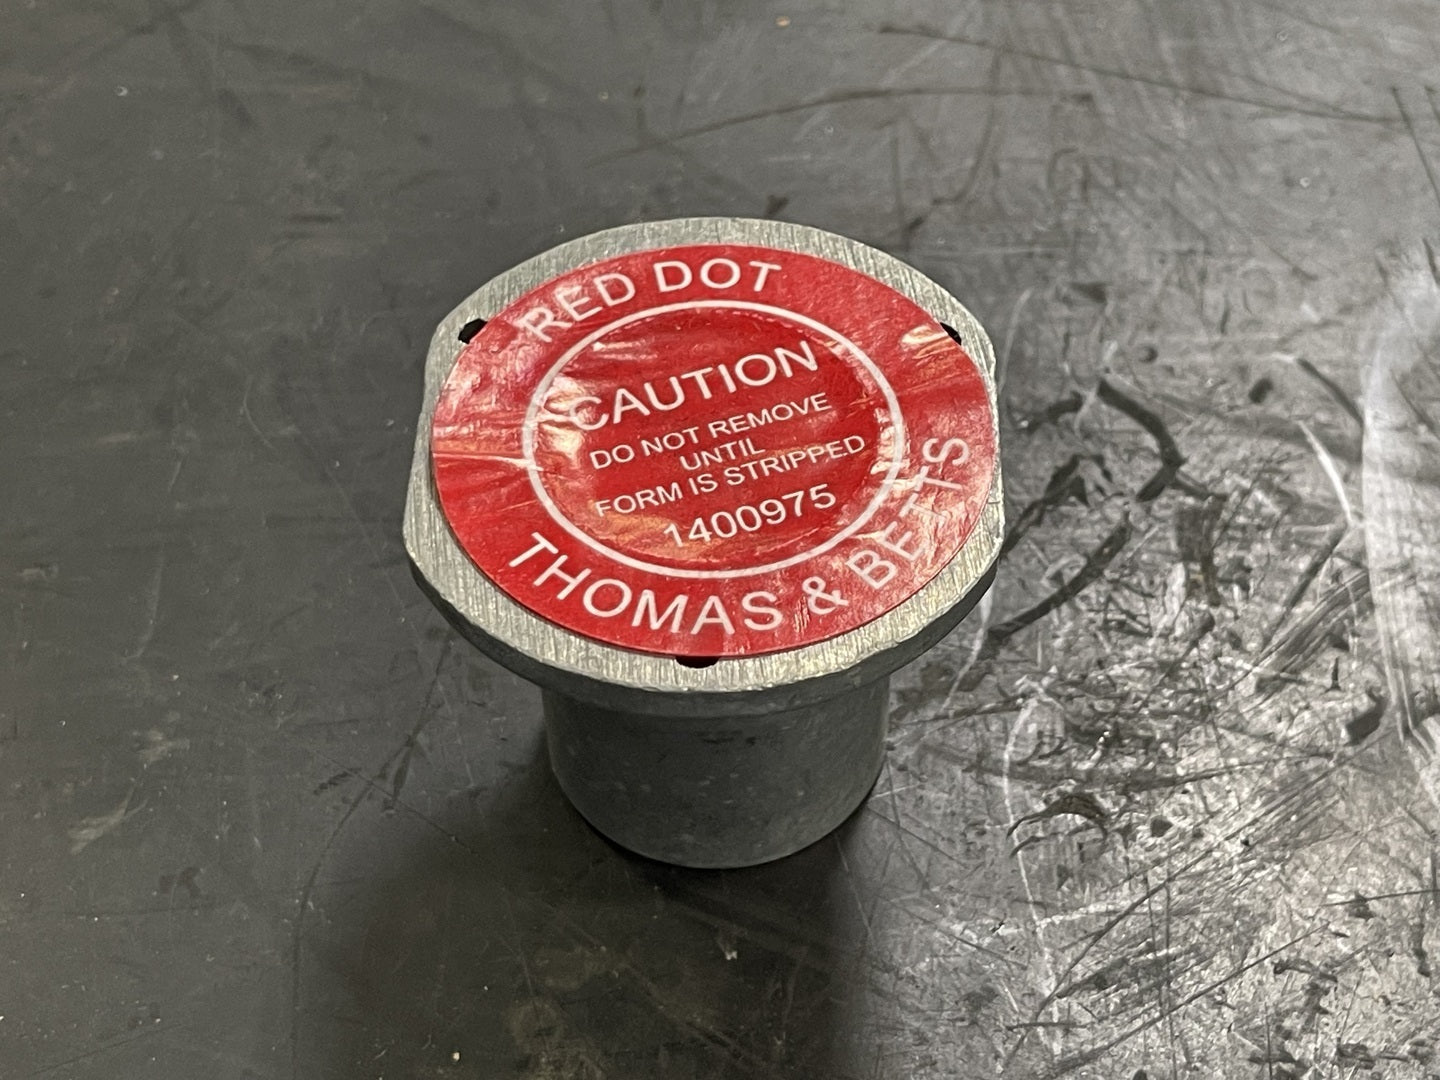 RED DOT
CAUTION
DO NOT REMOVE
UNTIL
FORM IS STRIPPED
1400975
THOMAS & BETTS